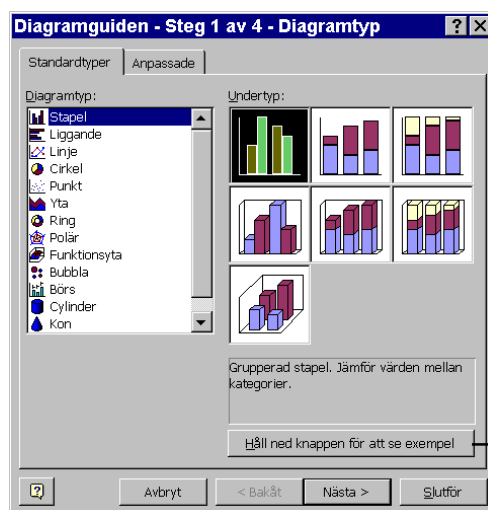 Diagramguiden - Steg 1 av 4 - Diagramtyp
Standardtyper
Anpassade
Diagramtyp:
Stapel
Liggande
Linje
Cirkel
Punkt
Yta
Ring
Polär
Funktionsyta
Bubbla
Börs
Cylinder
Kon
Undertyp:
Grupperad stapel. Jämför värden mellan
kategorier.
Håll ned knappen för att se exempel
Avbryt
< Bakåt
Nästa >
Slutför